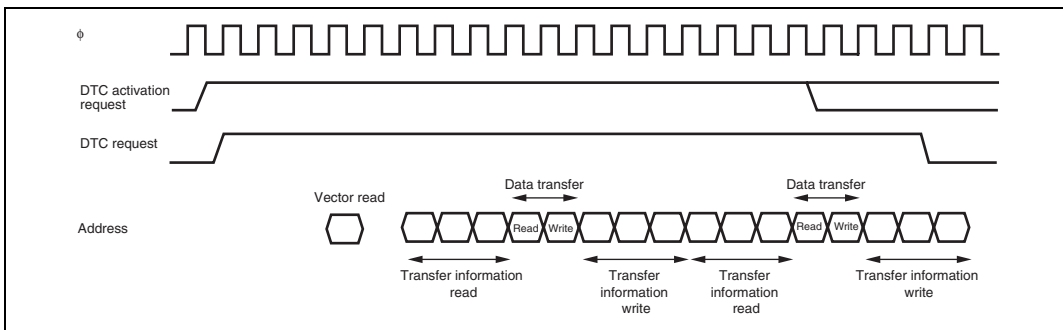 ϕ
DTC activation
request
DTC request
Data transfer
Data transfer
Vector read
Address
Read Write
Read Write
Transfer information
read
Transfer
information
write
Transfer
information
read
Transfer information
write